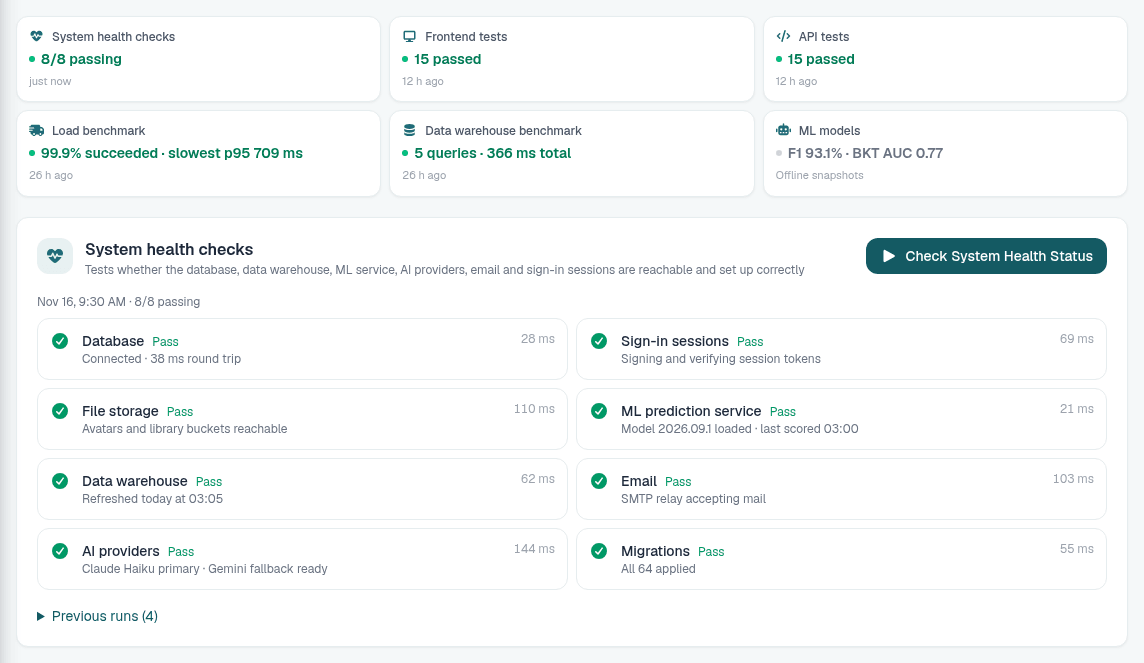 System health checks
8/8 passing
just now
Frontend tests
15 passed
12 h ago
API tests
15 passed
12 h ago
Load benchmark
99.9% succeeded · slowest p95 709 ms
26 h ago
Data warehouse benchmark
5 queries · 366 ms total
26 h ago
ML models
F1 93.1% · BKT AUC 0.77
Offline snapshots
System health checks
Tests whether the database, data warehouse, ML service, AI providers, email and sign-in sessions are reachable and set up correctly
Check System Health Status
Nov 16, 9:30 AM · 8/8 passing
Database Pass 28 ms
Connected · 38 ms round trip
Sign-in sessions Pass 69 ms
Signing and verifying session tokens
File storage Pass 110 ms
Avatars and library buckets reachable
ML prediction service Pass 21 ms
Model 2026.09.1 loaded · last scored 03:00
Data warehouse Pass 62 ms
Refreshed today at 03:05
Email Pass 103 ms
SMTP relay accepting mail
AI providers Pass 144 ms
Claude Haiku primary · Gemini fallback ready
Migrations Pass 55 ms
All 64 applied
Previous runs (4)